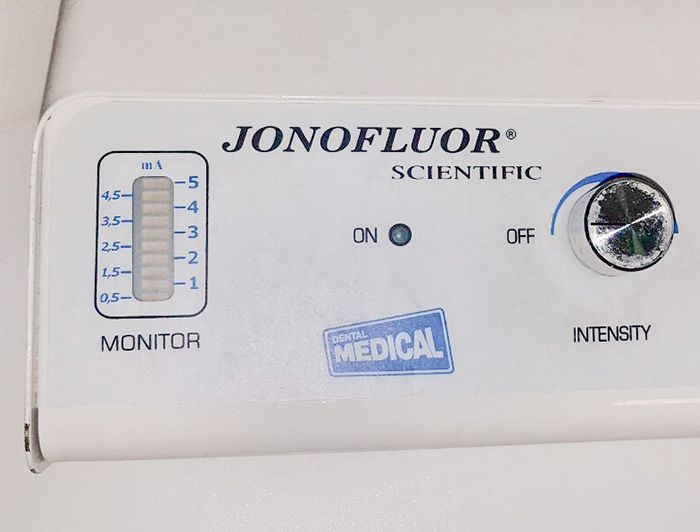 JONOFLUOR®
SCIENTIFIC
mA
5
4,5
4
3,5
3
2,5
2
1,5
1
0,5
MONITOR
ON
OFF
INTENSITY
DENTAL
MEDICAL